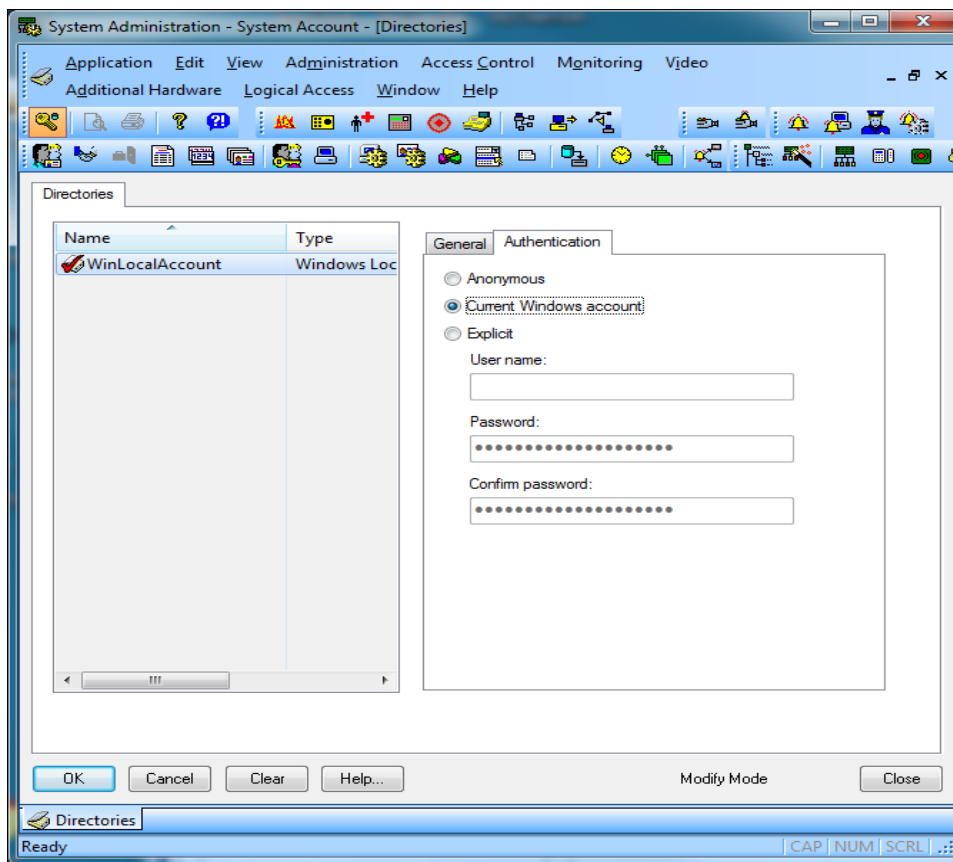 System Administration - System Account - [Directories]
Application Edit View Administration Access Control Monitoring Video
Additional Hardware Logical Access Window Help
Directories
Name Type
General Authentication
WinLocalAccount Windows Loc
Anonymous
Current Windows account
Explicit
User name:
Password:
●●●●●●●●●●●●●●●●●●●●
Confirm password:
●●●●●●●●●●●●●●●●●●●●
OK Cancel Clear Help... Modify Mode Close
Directories
Ready CAP NUM SCRL